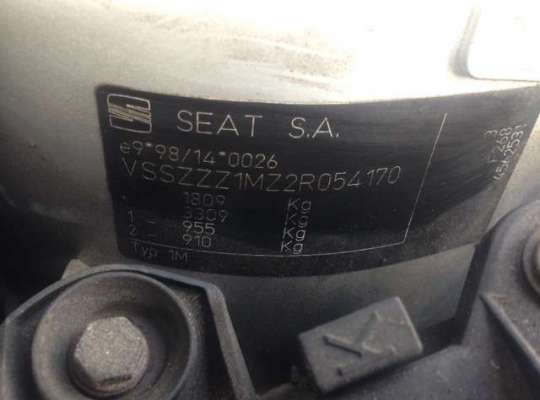 SEAT S.A.
e9*98/14*0026
VSSZZZ1MZ2R054170
1809 Kg
3309 Kg
1 - 955 Kg
2 - 910 Kg
Typ 1M